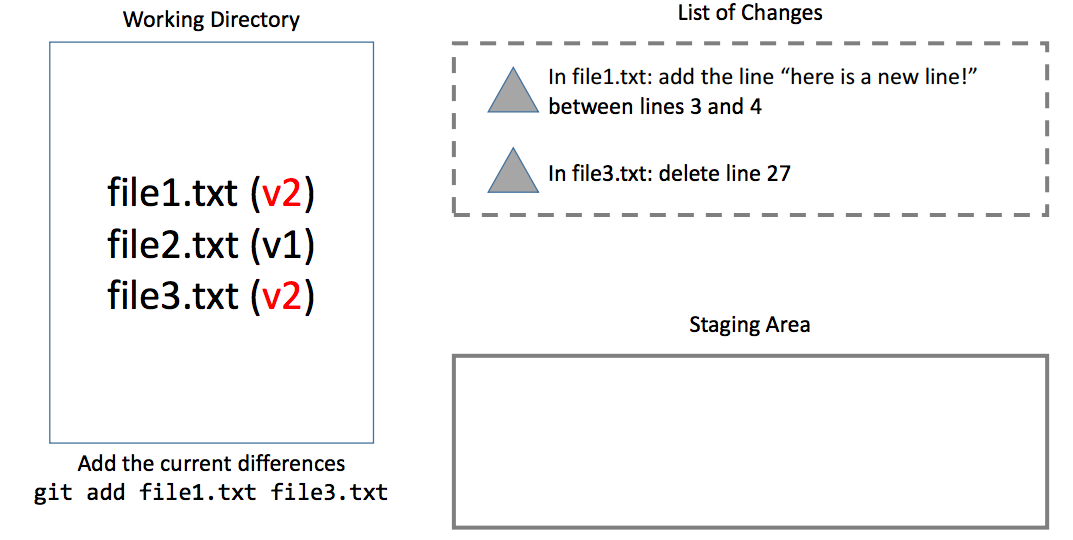 Working Directory
file1.txt (v2)
file2.txt (v1)
file3.txt (v2)
Add the current differences
git add file1.txt file3.txt
List of Changes
In file1.txt: add the line “here is a new line!”
between lines 3 and 4
In file3.txt: delete line 27
Staging Area